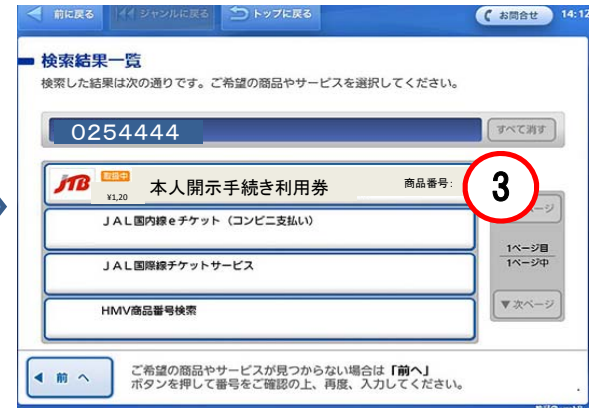 前に戻る ジャンルに戻る トップに戻る お問合せ 14:12
検索結果一覧
検索した結果は次の通りです。ご希望の商品やサービスを選択してください。
0254444 すべて消す
JTB 取扱中 ¥1,20 本人開示手続き利用券 商品番号: 3
ージ
JAL国内線eチケット（コンビニ支払い）
1ページ目
1ページ中
JAL国際線チケットサービス
HMV商品番号検索 ▼次ページ
前へ
ご希望の商品やサービスが見つからない場合は「前へ」
ボタンを押して番号をご確認の上、再度、入力してください。